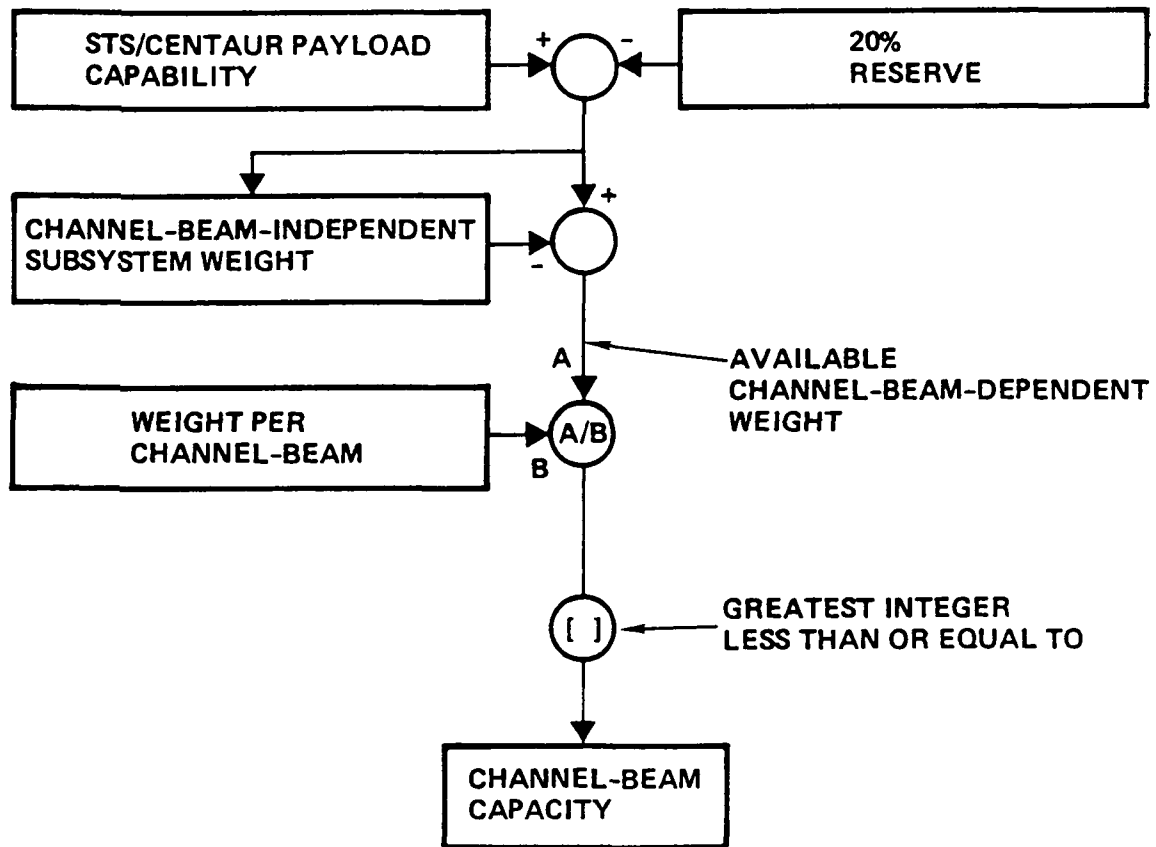 STS/CENTAUR PAYLOAD
CAPABILITY
+
-
20%
RESERVE
+
CHANNEL-BEAM-INDEPENDENT
SUBSYSTEM WEIGHT
-
A
AVAILABLE
CHANNEL-BEAM-DEPENDENT
WEIGHT
WEIGHT PER
CHANNEL-BEAM
A/B
B
[ ]
GREATEST INTEGER
LESS THAN OR EQUAL TO
CHANNEL-BEAM
CAPACITY